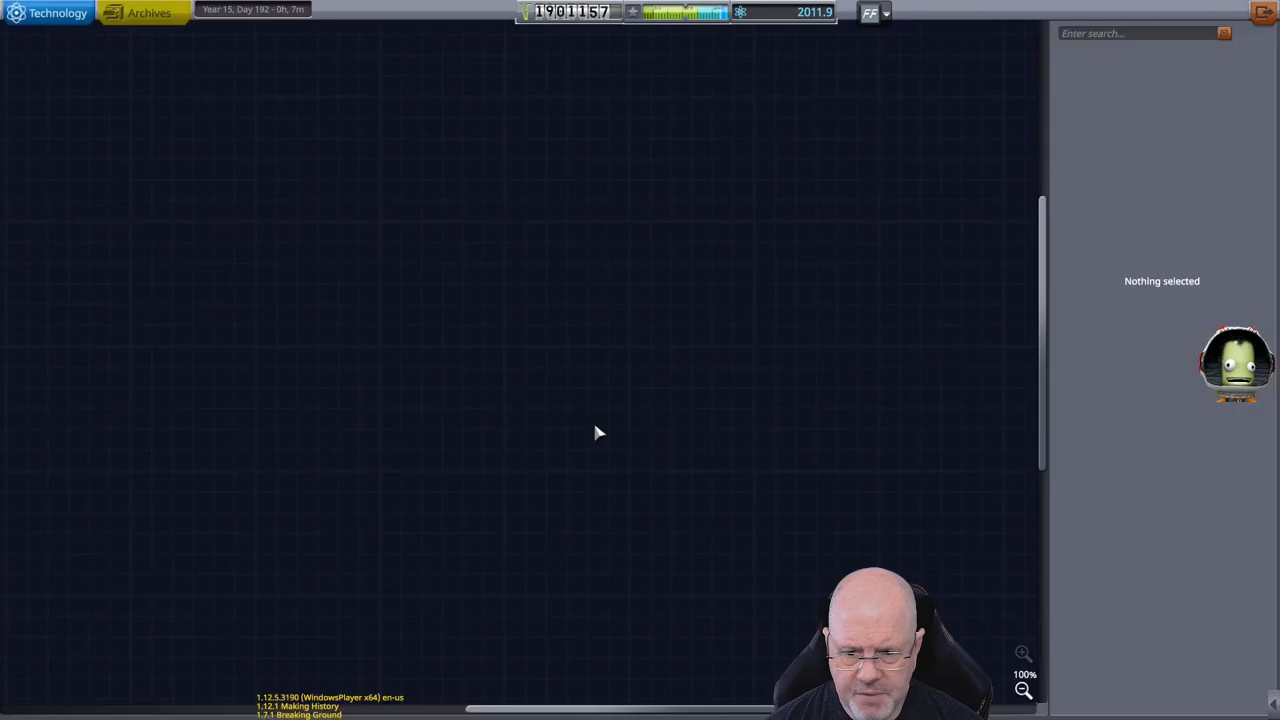 Technology
Archives
Year 15, Day 192 - 0h, 7m
1901157
2011.9
FF
Enter search...
Nothing selected
100%
1.12.5.3190 (WindowsPlayer x64) en-us
1.12.1 Making History
1.7.1 Breaking Ground